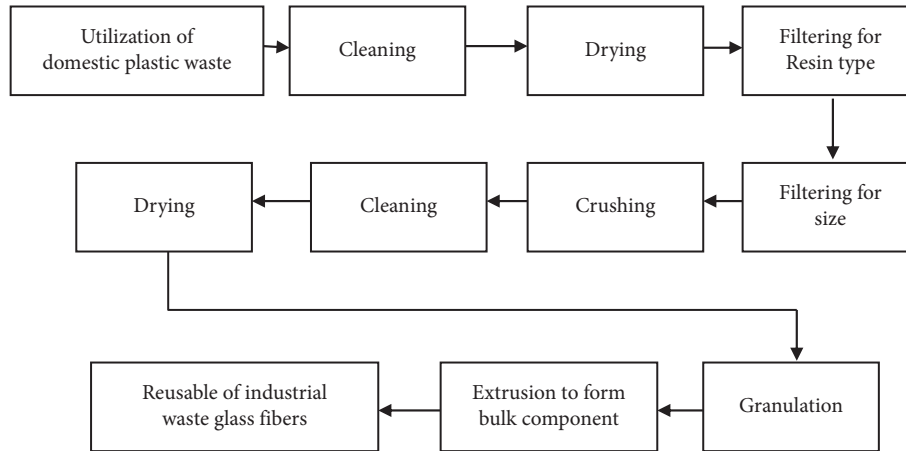 Utilization of
domestic plastic waste
Cleaning
Drying
Filtering for
Resin type
Filtering for
size
Crushing
Cleaning
Drying
Granulation
Extrusion to form
bulk component
Reusable of industrial
waste glass fibers